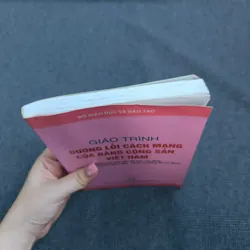 BỘ GIÁO DỤC VÀ ĐÀO TẠO
GIÁO TRÌNH
ĐƯỜNG LỐI CÁCH MẠNG
CỦA ĐẢNG CỘNG SẢN
VIỆT NAM